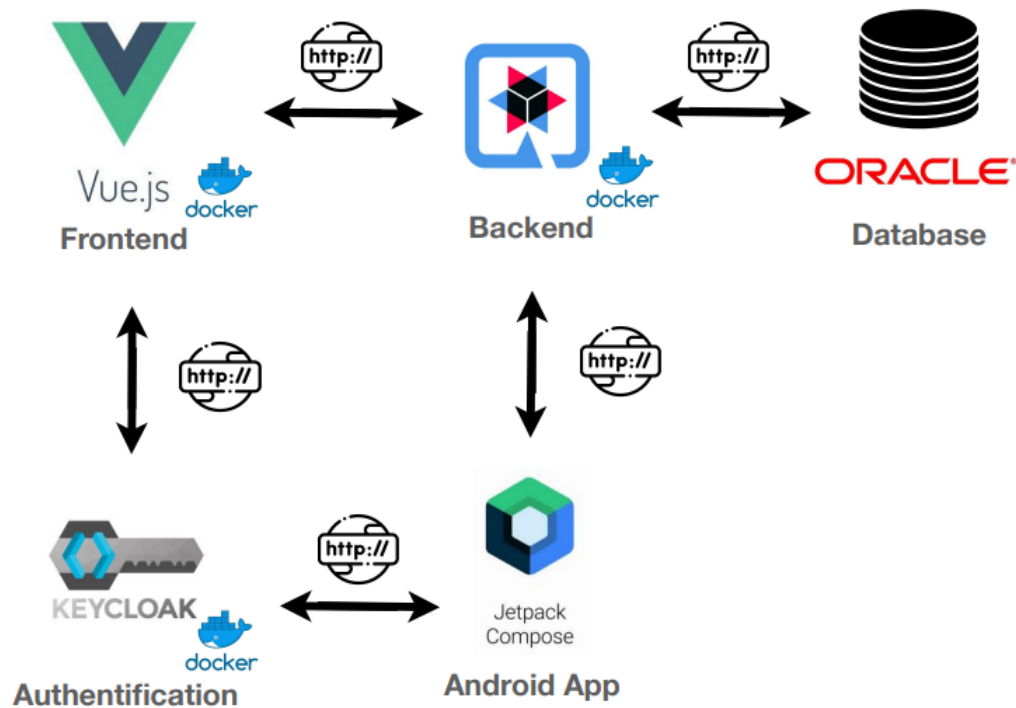 http://
http://
Vue.js
docker
Frontend
docker
Backend
ORACLE®
Database
http://
http://
KEYCLOAK
docker
Authentification
http://
Jetpack
Compose
Android App